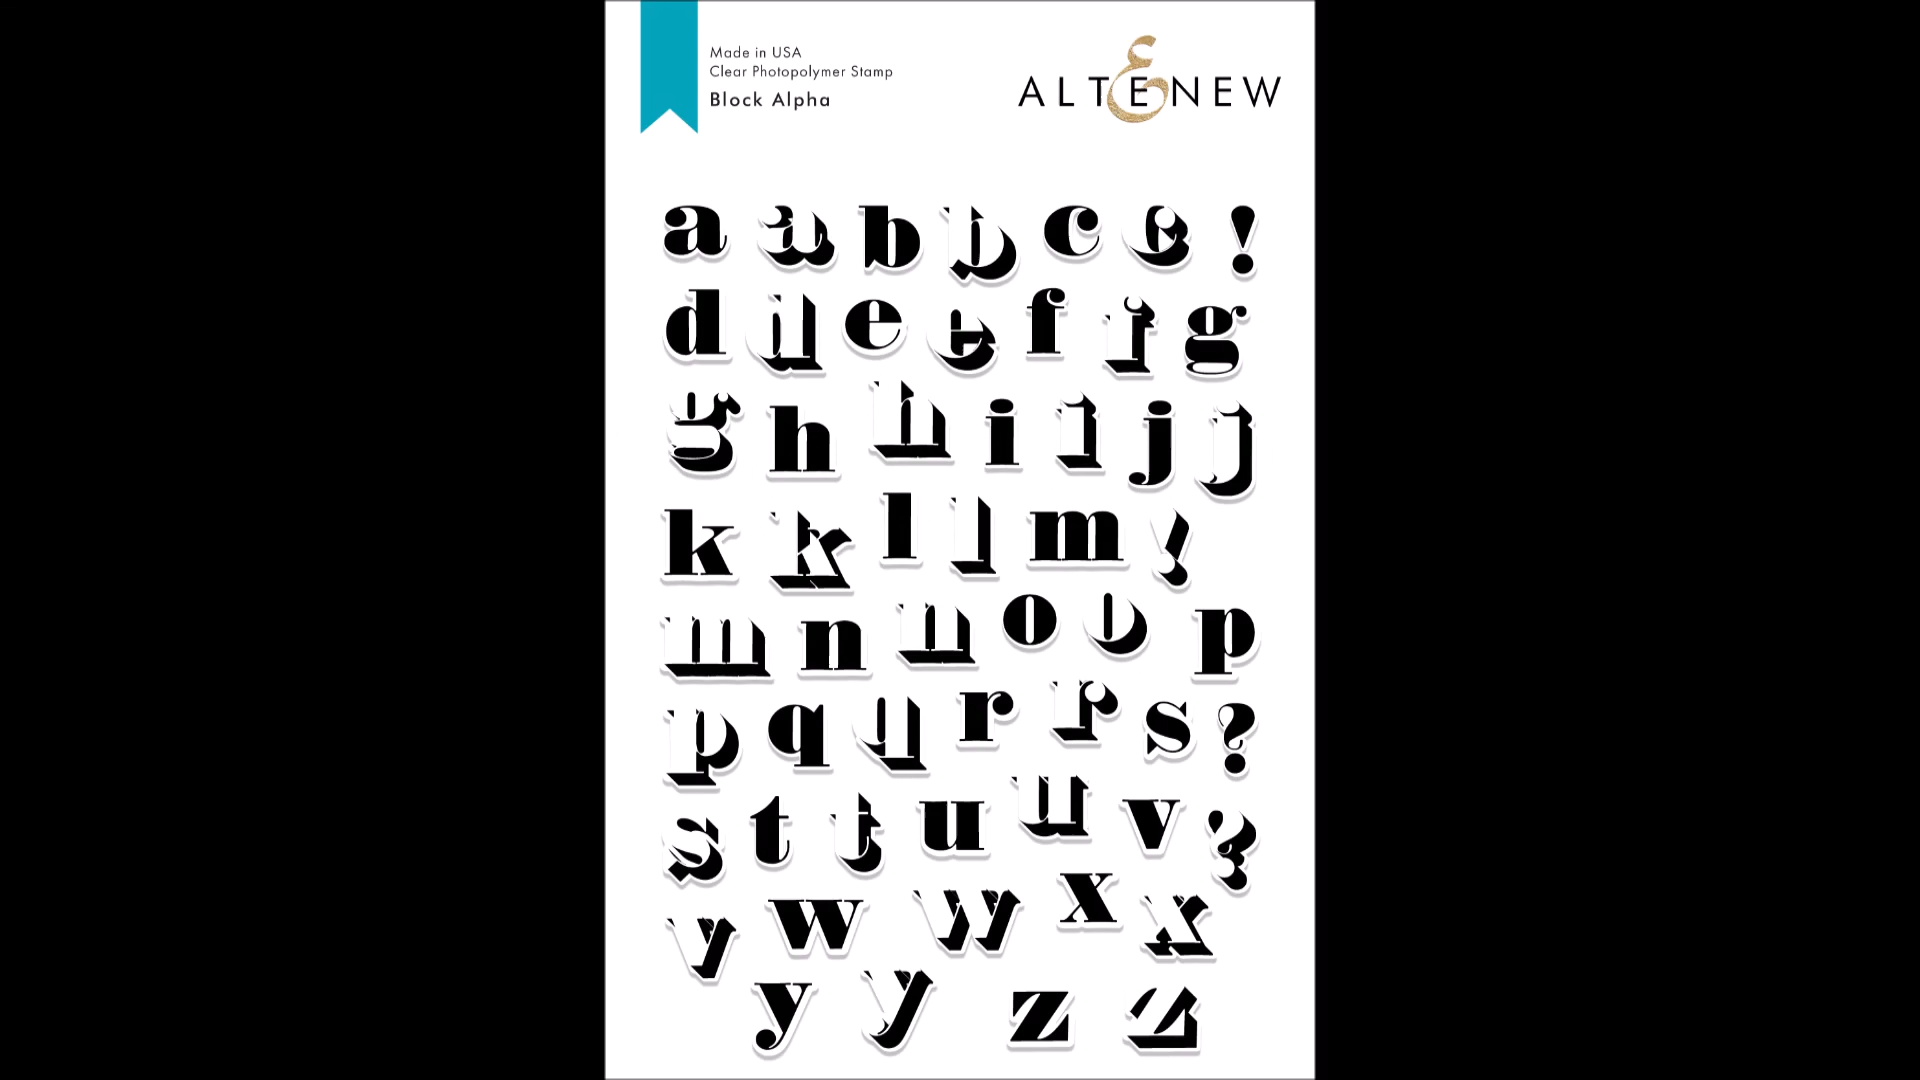 Made in USA
Clear Photopolymer Stamp
Block Alpha
ALTENEW
a a b b c c !
d d e e f f g
g h h i i j j
k k l l m !
m n n o o p
p q q r r s ?
s t t u u v ?
v w w x x
y y z z